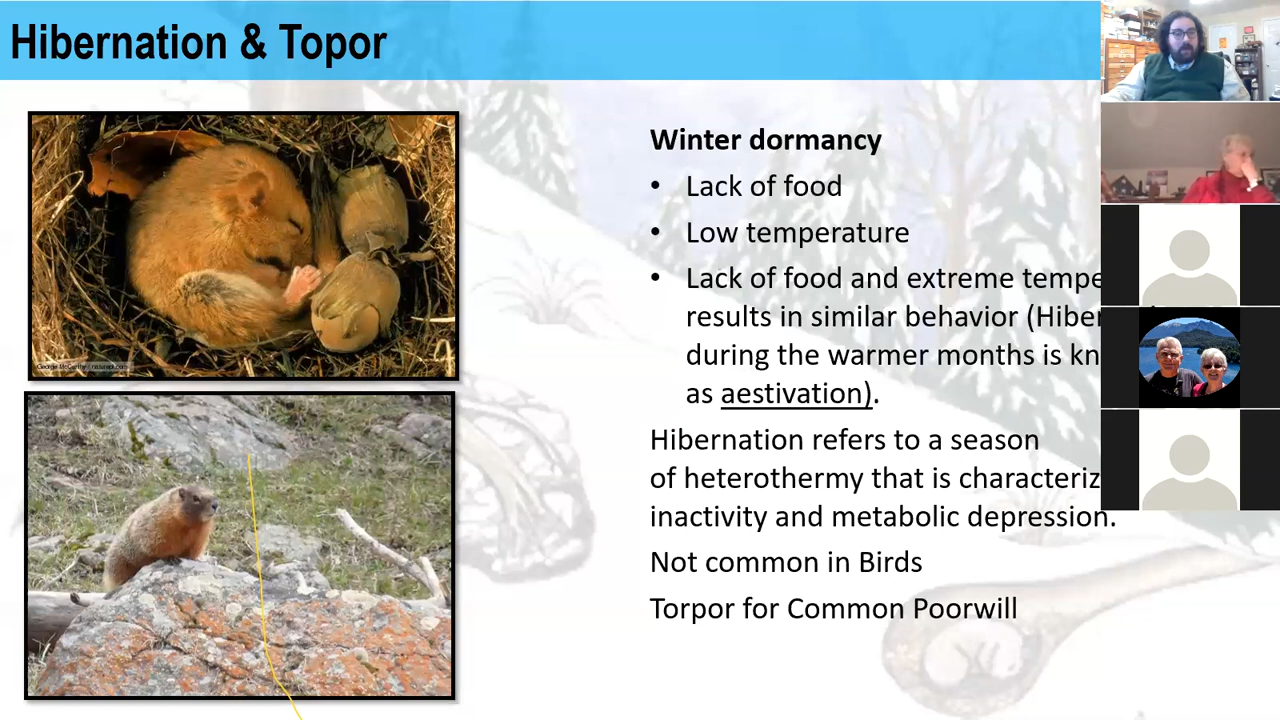 Hibernation & Topor
Winter dormancy
• Lack of food
• Low temperature
• Lack of food and extreme tempe
results in similar behavior (Hiber
during the warmer months is kn
as aestivation).
Hibernation refers to a season
of heterothermy that is characteriz
inactivity and metabolic depression.
Not common in Birds
Torpor for Common Poorwill